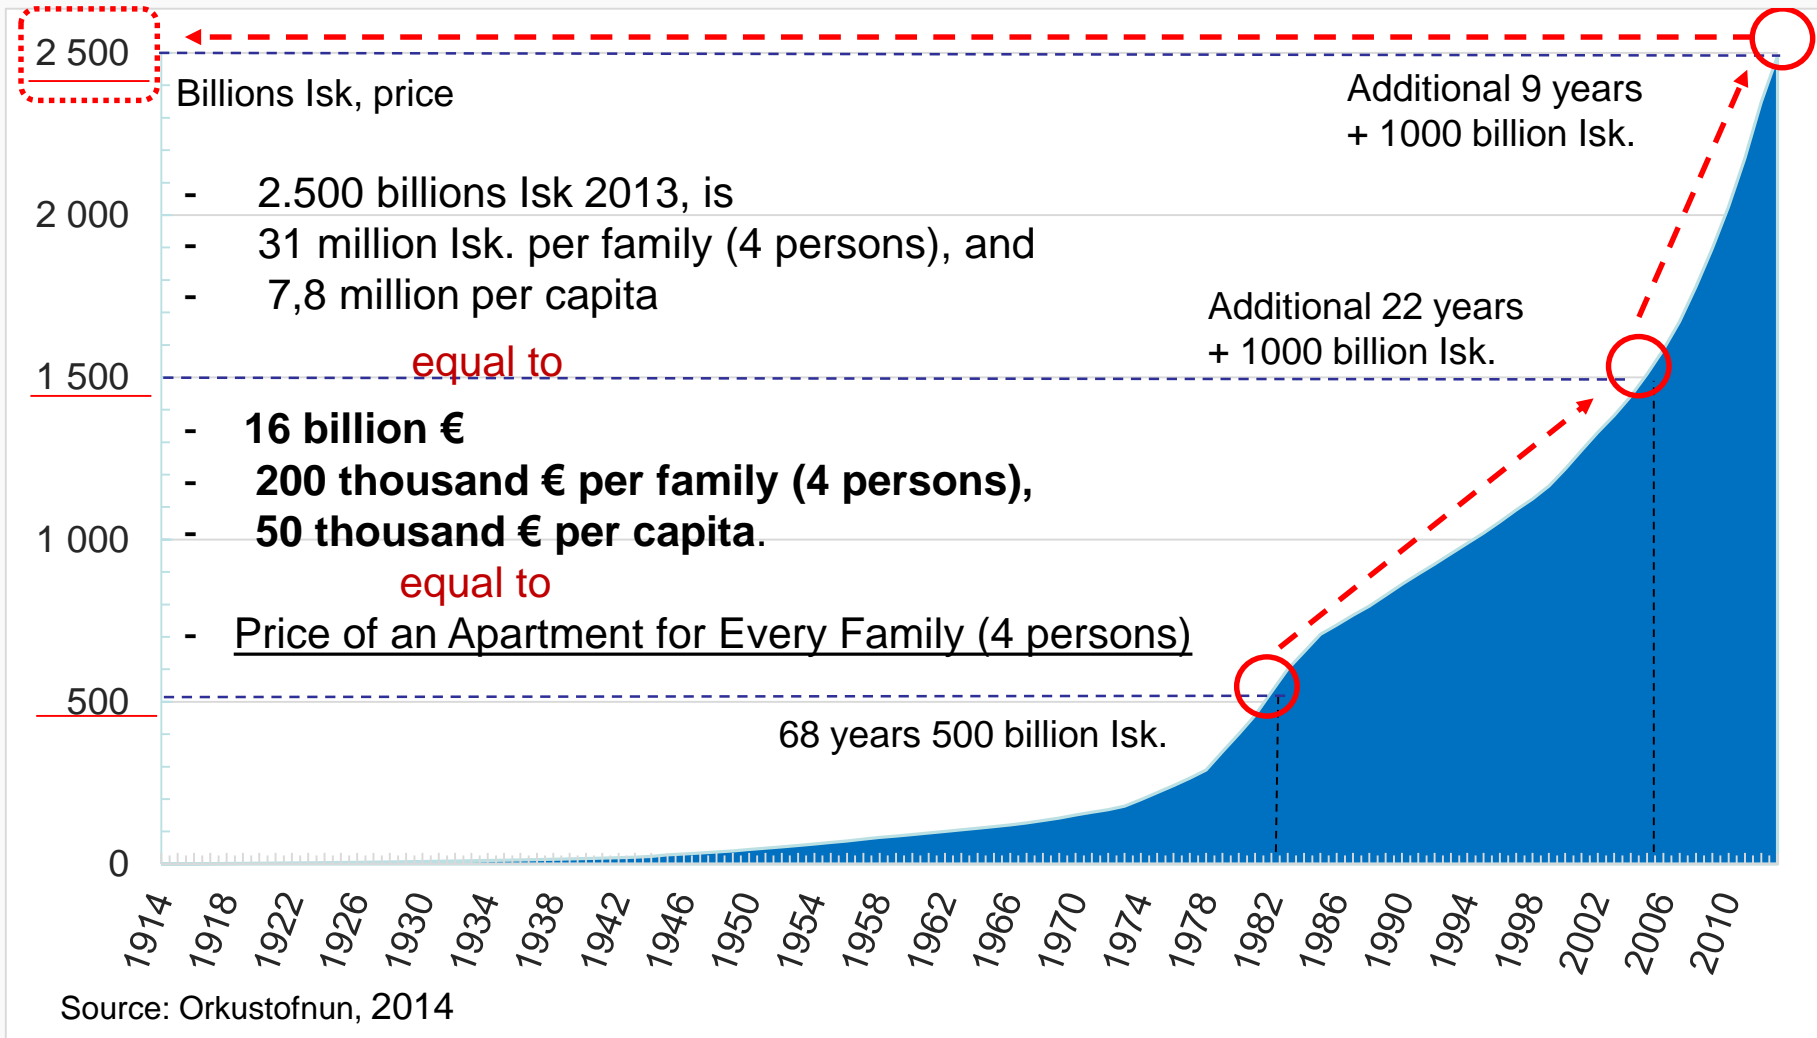 2 500
Billions Isk, price
Additional 9 years
+ 1000 billion Isk.
- 2.500 billions Isk 2013, is
2 000
- 31 million Isk. per family (4 persons), and
- 7,8 million per capita
Additional 22 years
+ 1000 billion Isk.
equal to
1 500
- 16 billion €
- 200 thousand € per family (4 persons),
- 50 thousand € per capita.
1 000
equal to
- Price of an Apartment for Every Family (4 persons)
500
68 years 500 billion Isk.
0
1914 1918 1922 1926 1930 1934 1938 1942 1946 1950 1954 1958 1962 1966 1970 1974 1978 1982 1986 1990 1994 1998 2002 2006 2010
Source: Orkustofnun, 2014